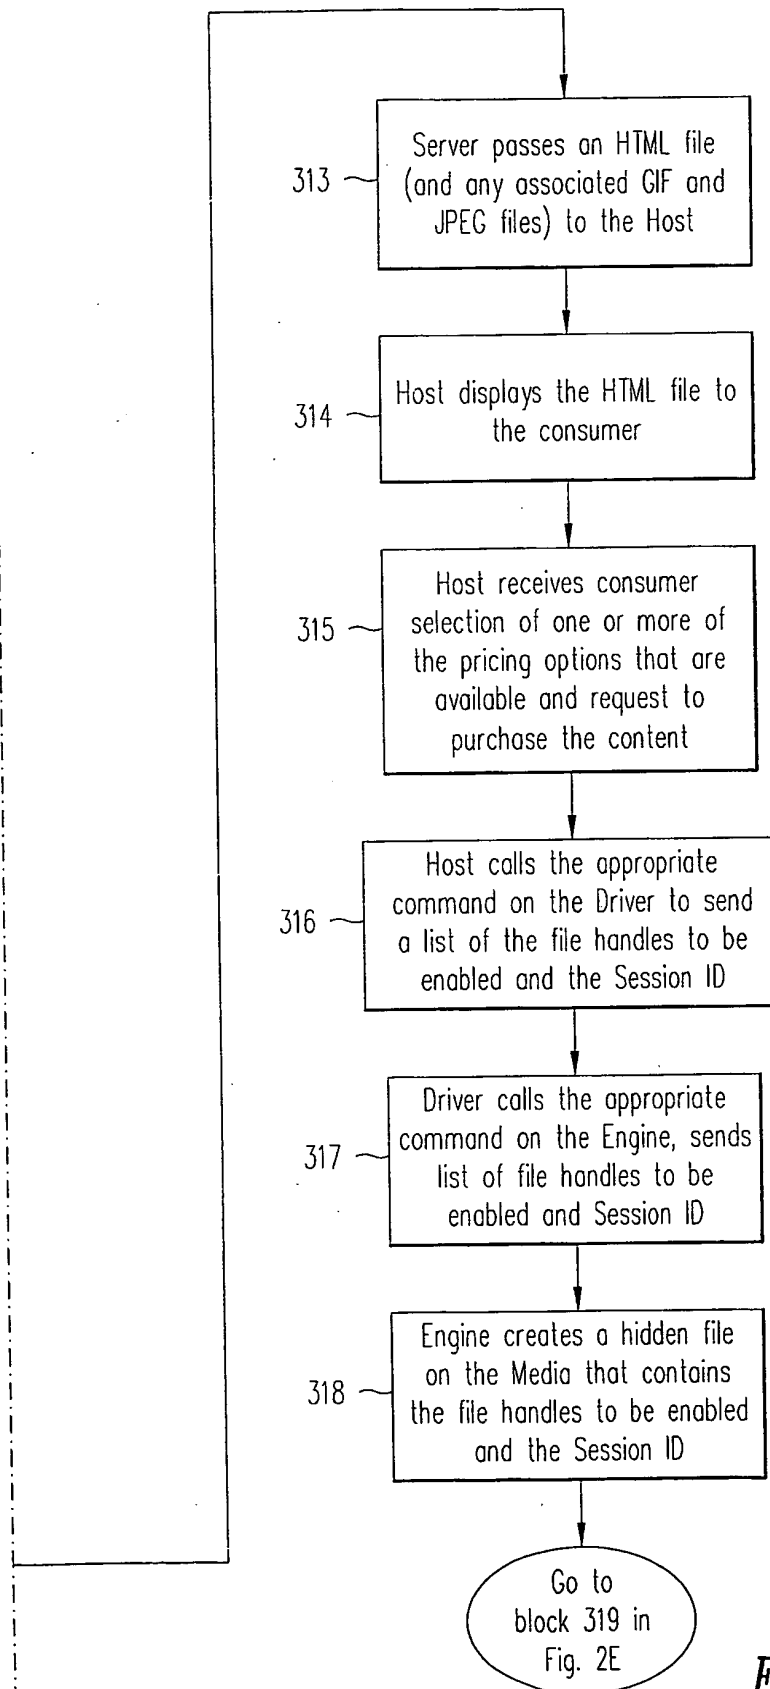 313
Server passes an HTML file
(and any associated GIF and
JPEG files) to the Host
314
Host displays the HTML file to
the consumer
315
Host receives consumer
selection of one or more of
the pricing options that are
available and request to
purchase the content
316
Host calls the appropriate
command on the Driver to send
a list of the file handles to be
enabled and the Session ID
317
Driver calls the appropriate
command on the Engine, sends
list of file handles to be
enabled and Session ID
318
Engine creates a hidden file
on the Media that contains
the file handles to be enabled
and the Session ID
Go to
block 319 in
Fig. 2E